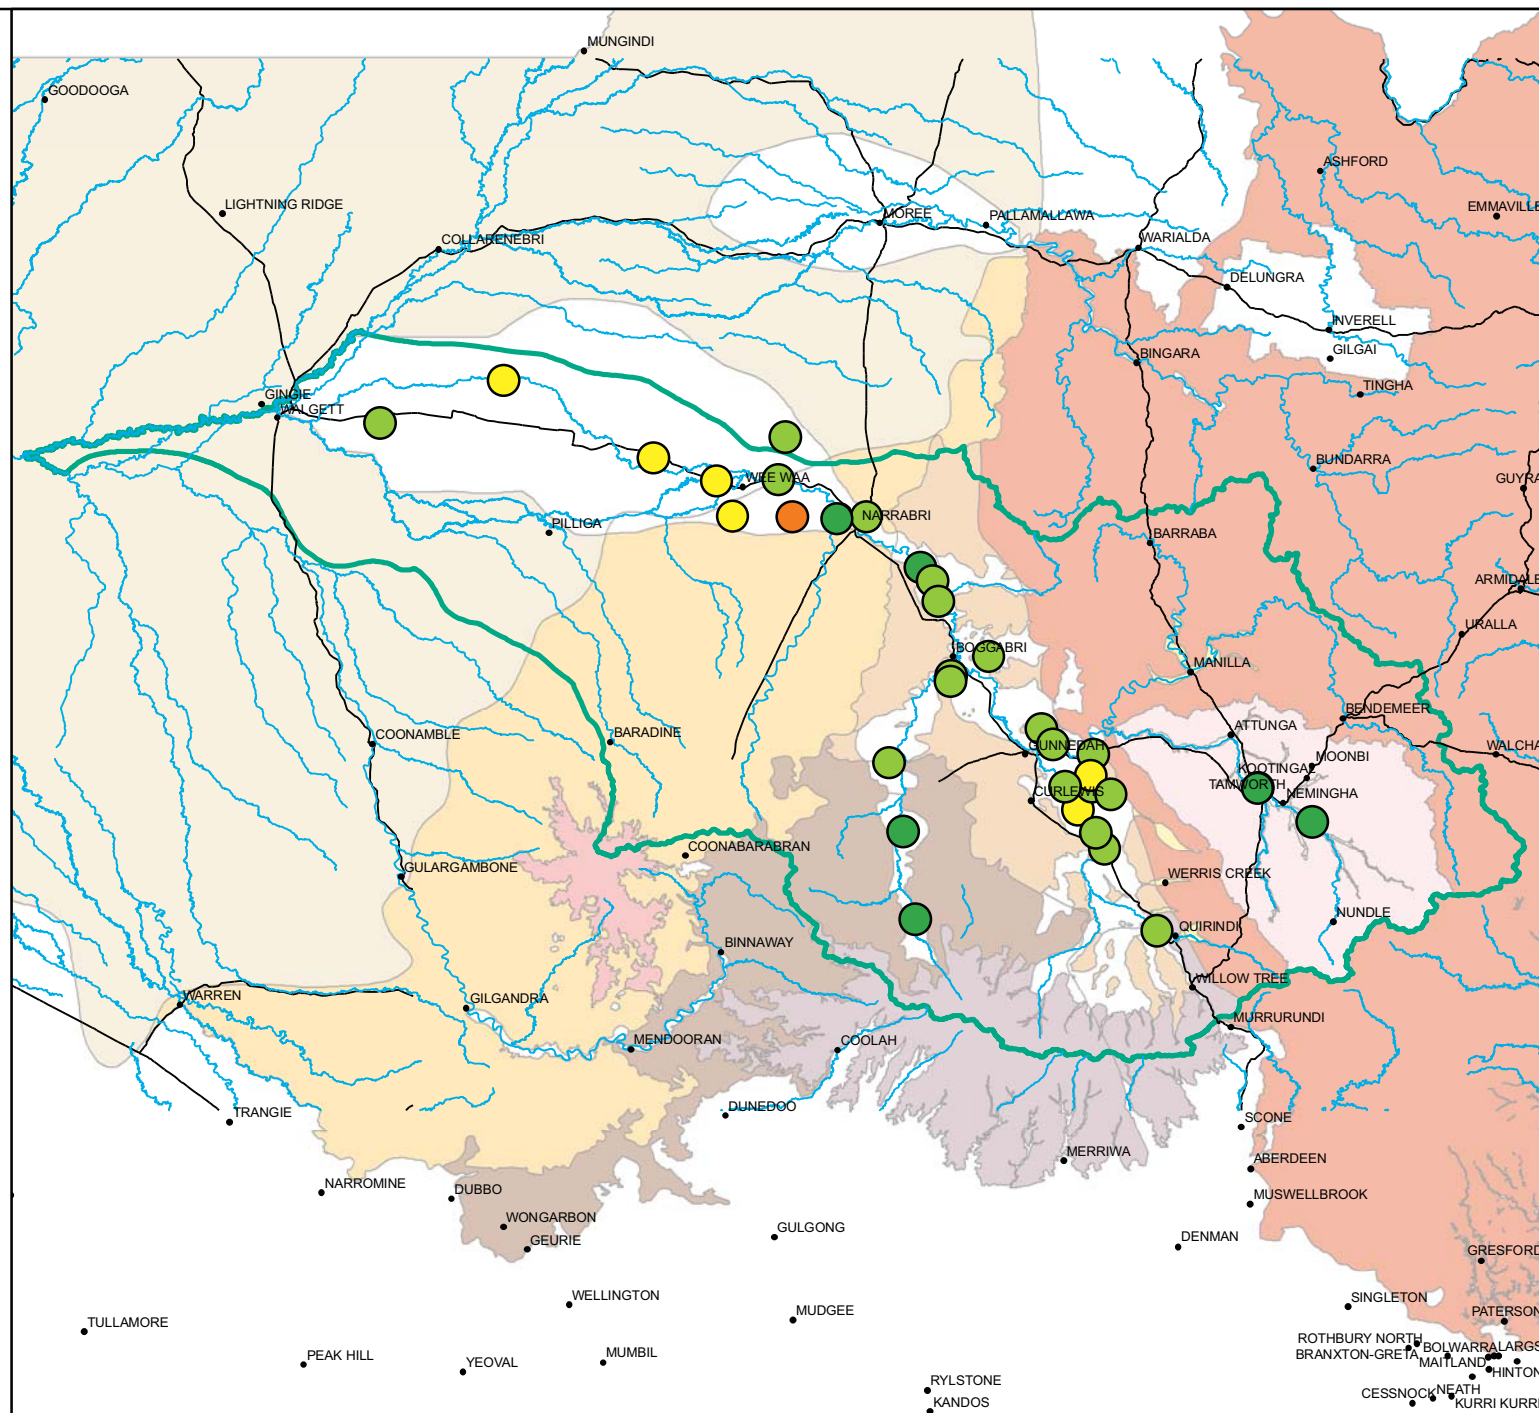 MUNGINDI
GOODOOGA
ASHFORD
LIGHTNING RIDGE
EMMAVILLE
MOREE
PALLAMALLAWA
COLLARENEBRI
WARIALDA
DELUNGRA
INVERELL
BINGARA
GILGAI
TINGHA
GINGIE
WALGETT
BUNDARRA
WEE WAA
GUYRA
NARRABRI
PILLIGA
BARRABA
ARMIDALE
URALLA
BOGGABRI
MANILLA
BENDEMEER
ATTUNGA
COONAMBLE
BARADINE
GUNNEDAH
WALCHA
MOONBI
KOOTINGAL
TAMWORTH
CURLEWIS
NEMINGHA
COONABARABRAN
GULARGAMBONE
WERRIS CREEK
NUNDLE
QUIRINDI
BINNAWAY
WILLOW TREE
WARREN
GILGANDRA
MURRURUNDI
MENDOORAN
COOLAH
DUNEDOO
TRANGIE
SCONE
MERRIWA
ABERDEEN
NARROMINE
DUBBO
MUSWELLBROOK
WONGARBON
GULGONG
GEURIE
DENMAN
GRESFORD
WELLINGTON
SINGLETON
MUDGEE
PATERSON
TULLAMORE
ROTHBURY NORTH
BOLWARRA
LARGS
BRANXTON-GRETA
MAITLAND
PEAK HILL
YEOVAL
MUMBIL
HINTON
RYLSTONE
CESSNOCK
NEATH
KANDOS
KURRI KURRI